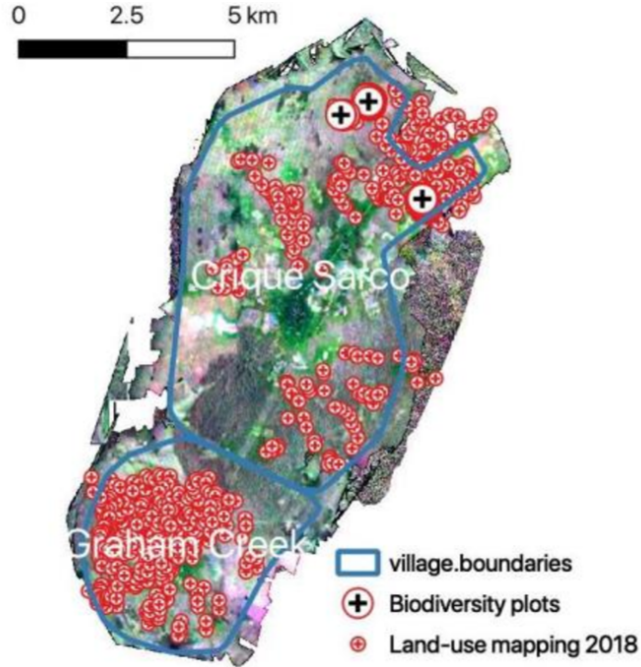 0 2.5 5 km
Crique Sarco
Graham Creek
village.boundaries
Biodiversity plots
Land-use mapping 2018